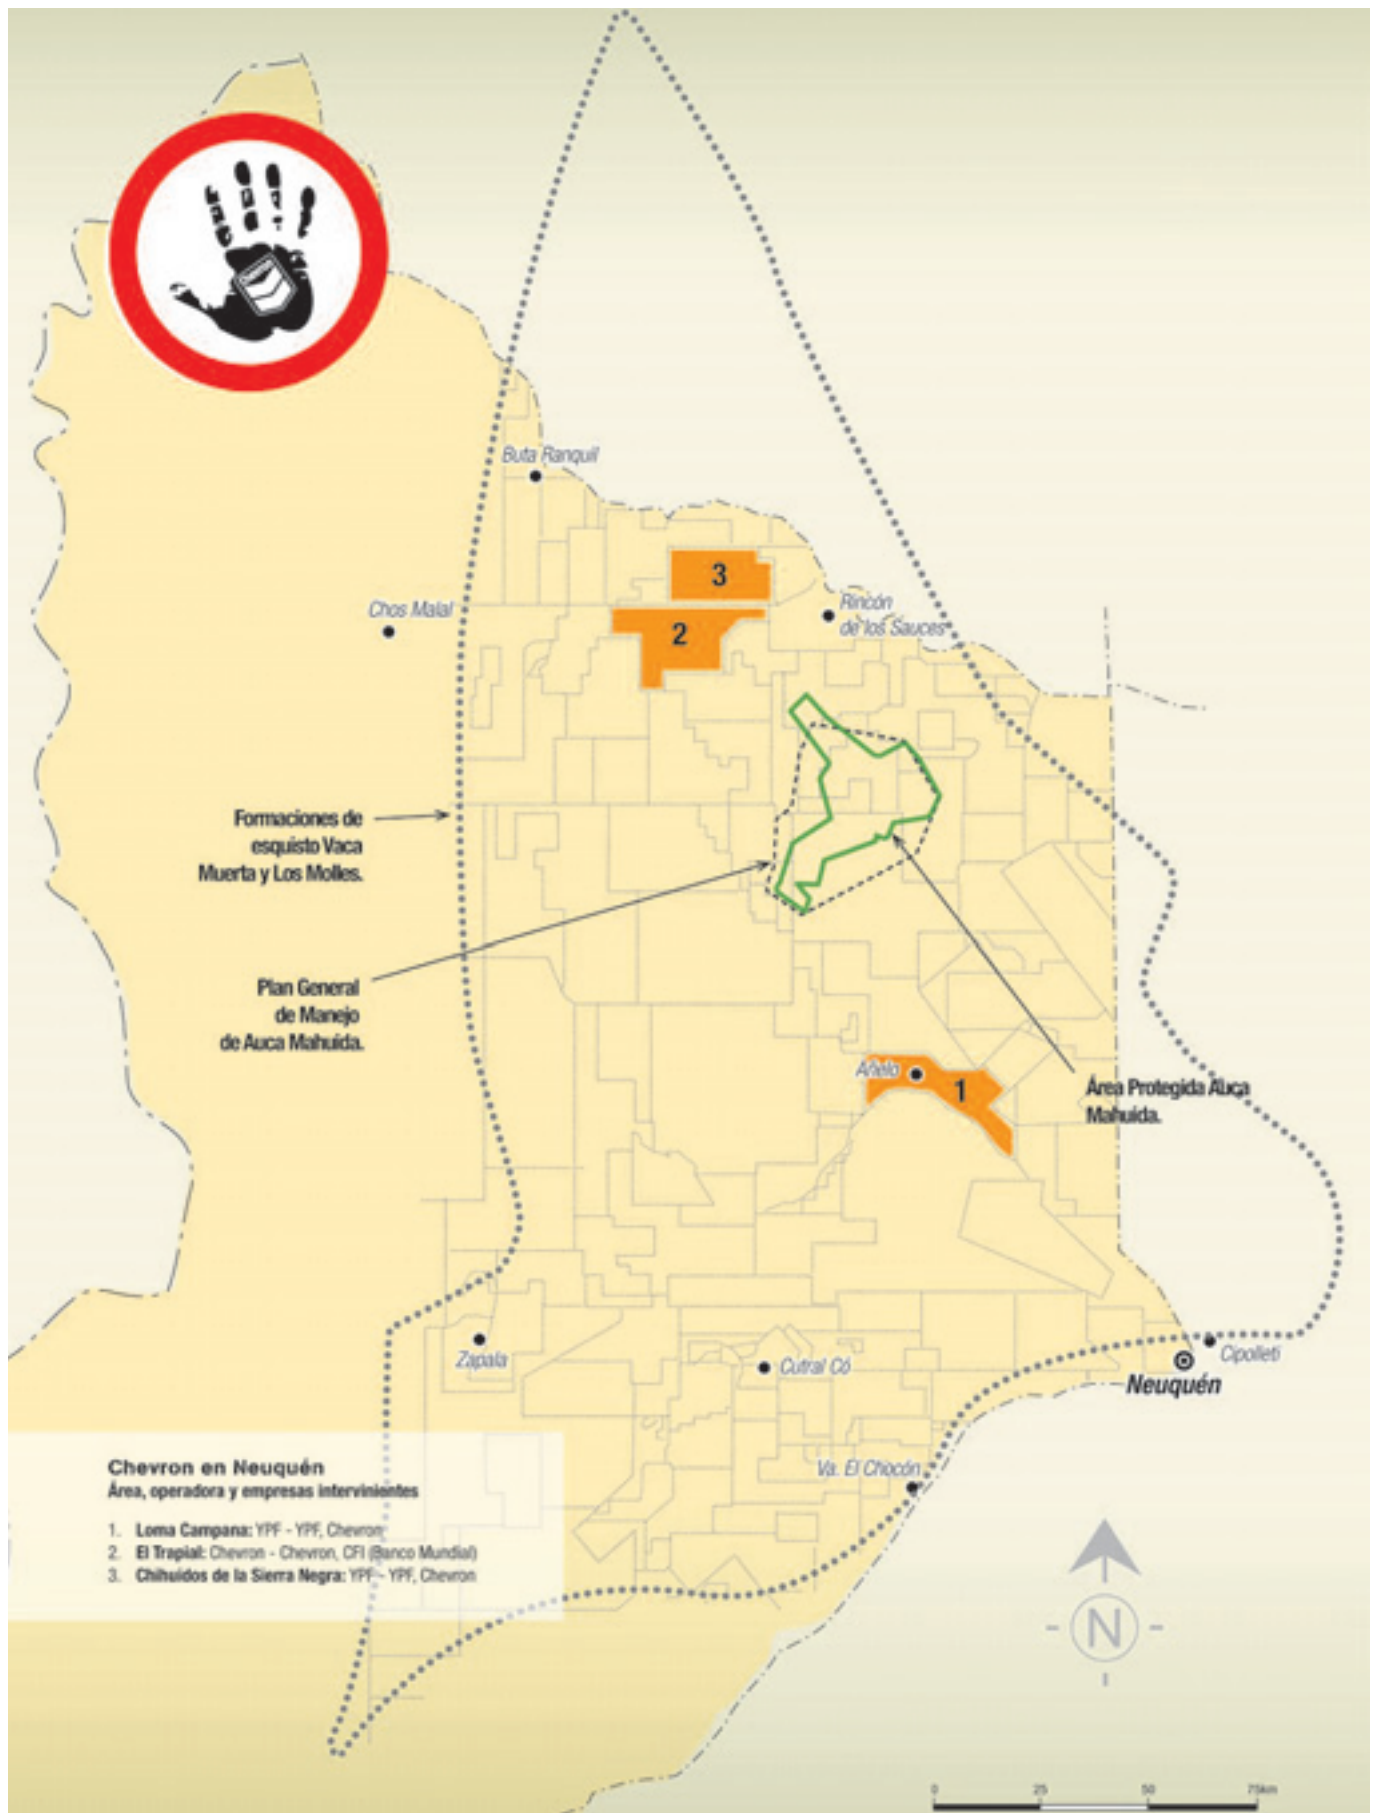 Buta Ranquil
3
Chos Malal
Rincón
de los Sauces
2
Formaciones de
esquisto Vaca
Muerta y Los Molles.
Plan General
de Manejo
de Auca Mahuida.
Añelo
1
Área Protegida Auca
Mahuida.
Zapala
Cutral Có
Cipolleti
Neuquén
Va. El Chocón
Chevron en Neuquén
Área, operadora y empresas intervinientes
1. Loma Campana: YPF - YPF, Chevron
2. El Trapial: Chevron - Chevron, CFI (Banco Mundial)
3. Chihuidos de la Sierra Negra: YPF - YPF, Chevron
N
0 25 50 75km